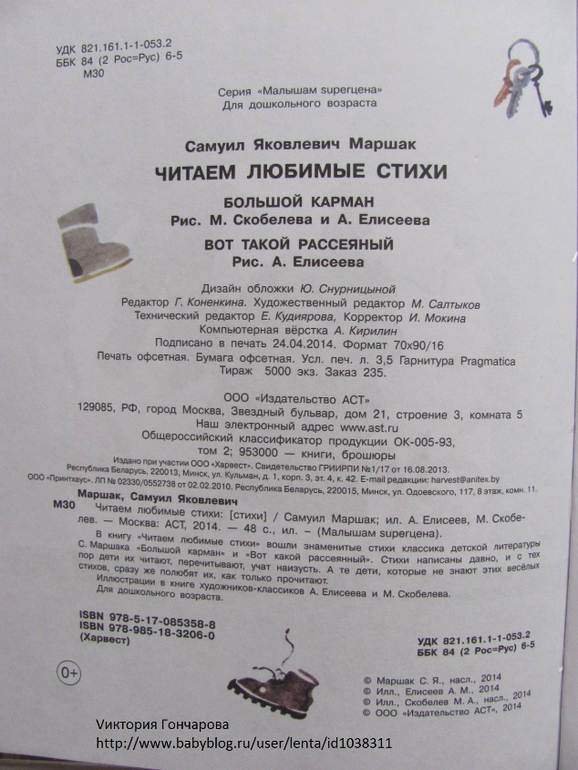 УДК 821.161.1-1-053.2
ББК 84 (2 Рос=Рус) 6-5
М30
Серия «Малышам superцена»
Для дошкольного возраста
Самуил Яковлевич Маршак
ЧИТАЕМ ЛЮБИМЫЕ СТИХИ
БОЛЬШОЙ КАРМАН
Рис. М. Скобелева и А. Елисеева
ВОТ ТАКОЙ РАССЕЯНЫЙ
Рис. А. Елисеева
Дизайн обложки Ю. Снурницыной
Редактор Г. Коненкина. Художественный редактор М. Салтыков
Технический редактор Е. Кудиярова, Корректор И. Мокина
Компьютерная вёрстка А. Кирилин
Подписано в печать 24.04.2014. Формат 70х90/16
Печать офсетная. Бумага офсетная. Усл. печ. л. 3,5 Гарнитура Pragmatica
Тираж 5000 экз. Заказ 235.
ООО «Издательство АСТ»
129085, РФ, город Москва, Звездный бульвар, дом 21, строение 3, комната 5
Наш электронный адрес www.ast.ru
Общероссийский классификатор продукции ОК-005-93,
том 2; 953000 — книги, брошюры
Издано при участии ООО «Харвест». Свидетельство ГРИИРПИ №1/17 от 16.08.2013.
Республика Беларусь, 220013, Минск, ул. Кульман, д. 1, корп. 3, эт. 4, к. 42. E-mail редакции: harvest@anitex.by
ООО «Принтхаус». ЛП № 02330/0552738 от 02.02.2010. Республика Беларусь, 220015, Минск, ул. Одоевского, 117, 8 этаж, комн. 11.
Маршак, Самуил Яковлевич
М30 Читаем любимые стихи: [стихи] / Самуил Маршак; ил. А. Елисеев, М. Скобе-
лев. — Москва: АСТ, 2014. — 48 с., ил. – (Малышам superцена).
В книгу «Читаем любимые стихи» вошли знаменитые стихи классика детской литературы
С. Маршака «Большой карман» и «Вот какой рассеянный». Стихи написаны давно, и с тех
пор дети их читают, перечитывают, учат наизусть. А те дети, которые не знают этих весёлых
стихов, сразу же полюбят их, как только прочитают.
Иллюстрации в книге художников-классиков А. Елисеева и М. Скобелева.
Для дошкольного возраста.
ISBN 978-5-17-085358-8
ISBN 978-985-18-3206-0
(Харвест)
УДК 821.161.1-1-053.2
ББК 84 (2 Рос=Рус) 6-5
0+
© Маршак С. Я., насл., 2014
© Илл., Елисеев А. М., 2014
© Илл., Скобелев М. А., насл., 2014
© ООО «Издательство АСТ», 2014
Виктория Гончарова
http://www.babyblog.ru/user/lenta/id1038311